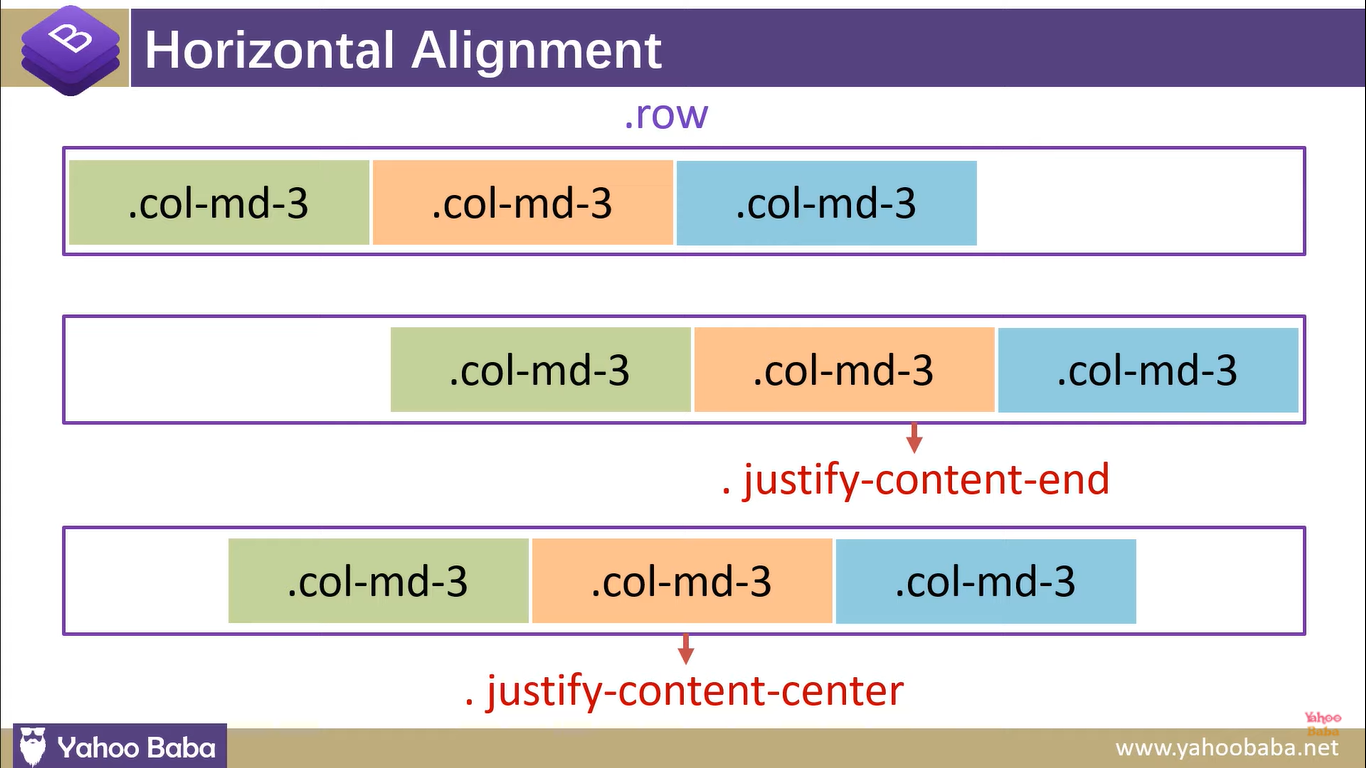 B
Horizontal Alignment
.row
.col-md-3 .col-md-3 .col-md-3
.col-md-3 .col-md-3 .col-md-3
. justify-content-end
.col-md-3 .col-md-3 .col-md-3
. justify-content-center
Yahoo
Baba
Yahoo Baba
www.yahoobaba.net